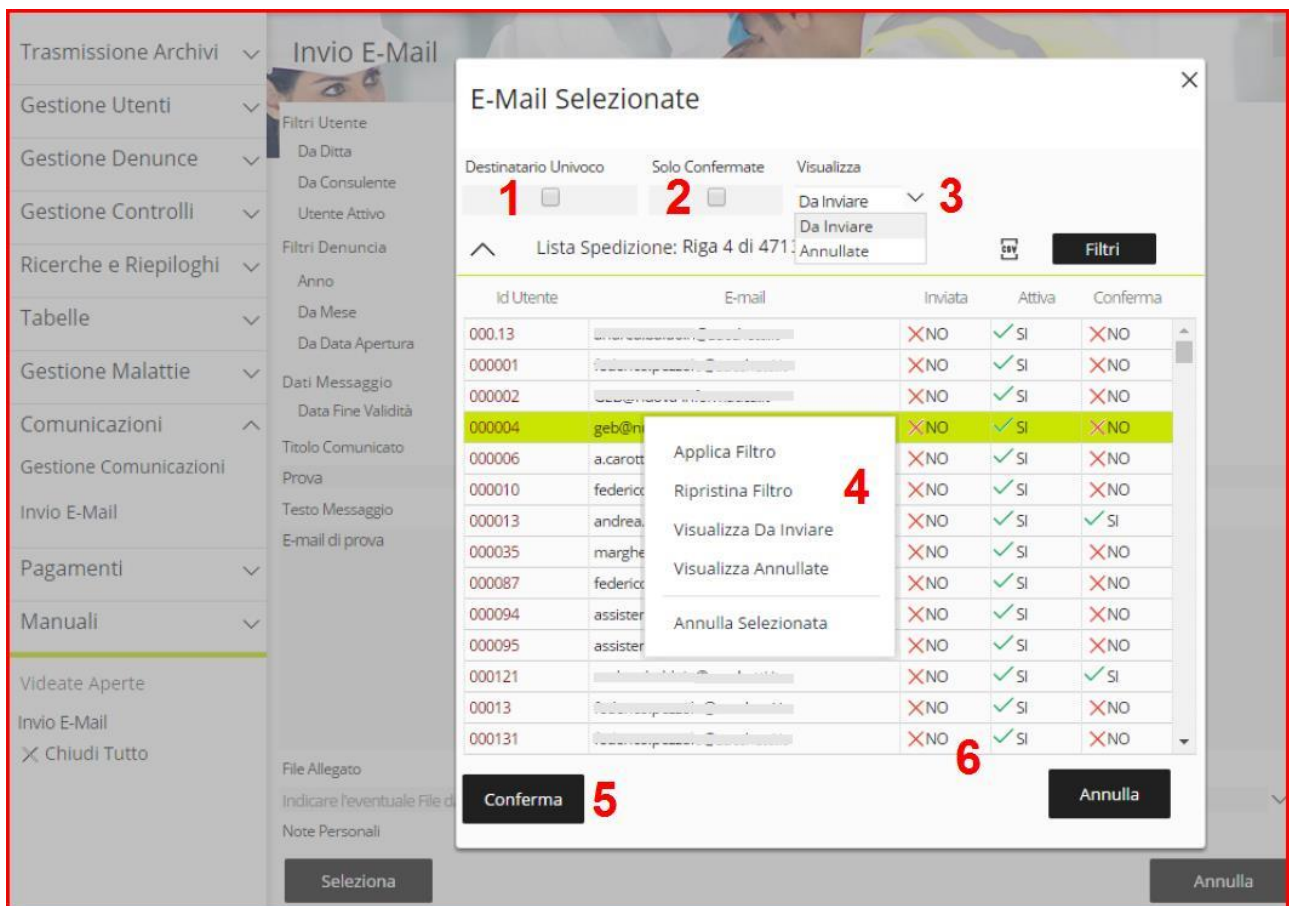 Trasmissione Archivi
Gestione Utenti
Gestione Denunce
Gestione Controlli
Ricerche e Riepiloghi
Tabelle
Gestione Malattie
Comunicazioni
Gestione Comunicazioni
Invio E-Mail
Pagamenti
Manuali
Videate Aperte
Invio E-Mail
Chiudi Tutto
Invio E-Mail
Filtri Utente
Da Ditta
Da Consulente
Utente Attivo
Filtri Denuncia
Anno
Da Mese
Da Data Apertura
Dati Messaggio
Data Fine Validità
Titolo Comunicato
Prova
Testo Messaggio
E-mail di prova
File Allegato
Indicare l'eventuale File d
Note Personali
Seleziona
Annulla
E-Mail Selezionate
Destinatario Univoco Solo Confermate Visualizza
1 2 Da Inviare 3
Da Inviare
Annullate
Lista Spedizione: Riga 4 di 471 CSV Filtri
Id Utente E-mail Inviata Attiva Conferma
000.13 NO SI NO
000001 NO SI NO
000002 NO SI NO
000004 geb@n NO SI NO
000006 a.carott NO SI NO
000010 federico NO SI NO
000013 andrea. NO SI SI
000035 marghe NO SI NO
000087 federico NO SI NO
000094 assister NO SI NO
000095 assister NO SI NO
000121 NO SI SI
00013 NO SI NO
000131 NO SI NO
Applica Filtro
Ripristina Filtro
4
Visualizza Da Inviare
Visualizza Annullate
Annulla Selezionata
6
Conferma 5 Annulla